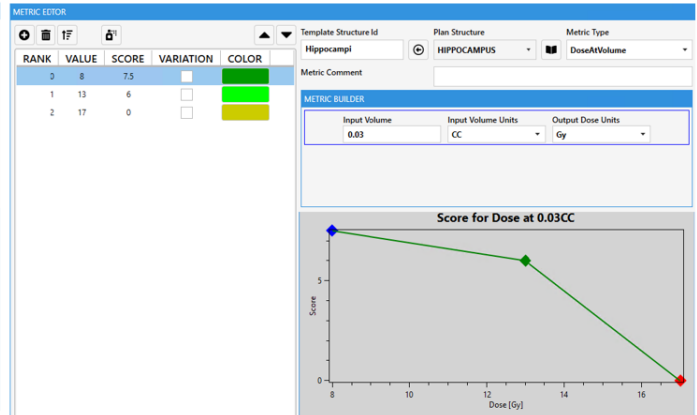 METRIC EDITOR
Template Structure Id Plan Structure Metric Type
Hippocampi HIPPOCAMPUS DoseAtVolume
RANK VALUE SCORE VARIATION COLOR
0 8 7.5
1 13 6
2 17 0
Metric Comment
METRIC BUILDER
Input Volume Input Volume Units Output Dose Units
0.03 CC Gy
Score for Dose at 0.03CC
5
0
Score
8 10 12 14 16
Dose [Gy]